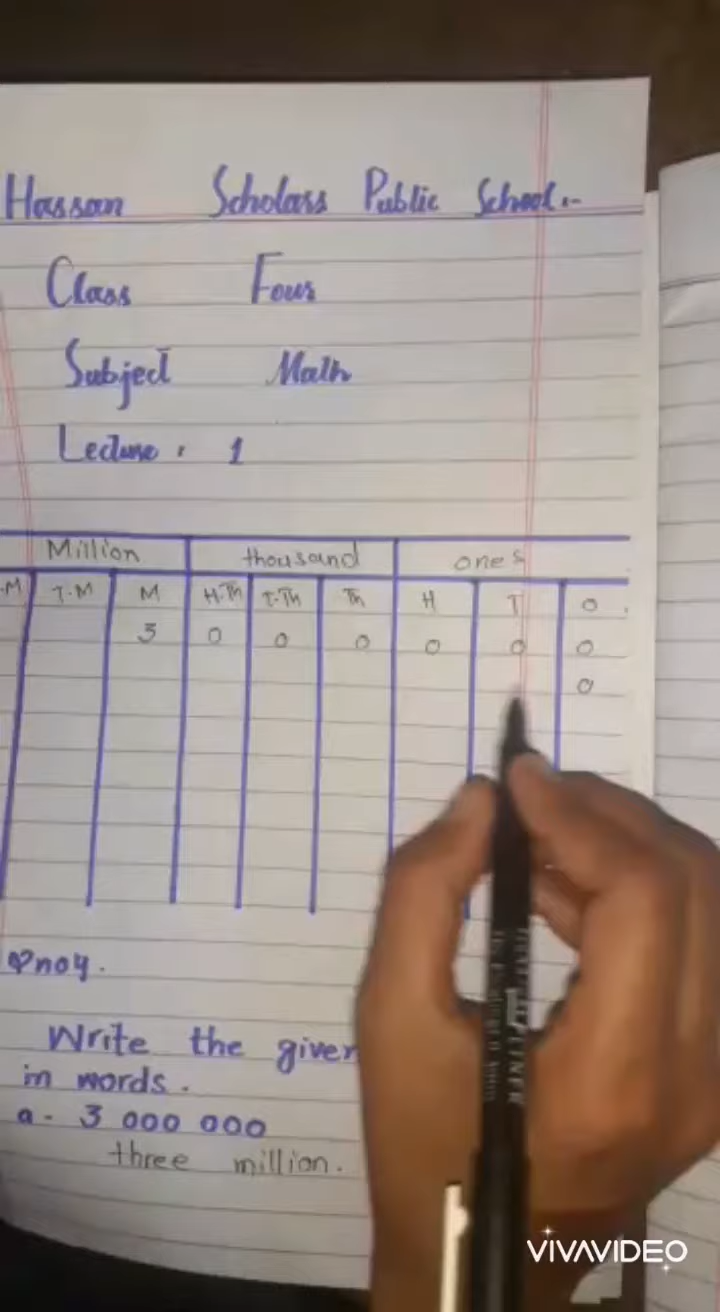 Hassan Scholars Public School.
Class Four
Subject Math
Lecture : 1
Million thousand ones
.M T.M M H.Th T.Th Th H T O
3 0 0 0 0 0 0
0
Write the given
in words.
a- 3 000 000
three million.
VIVAVIDEO